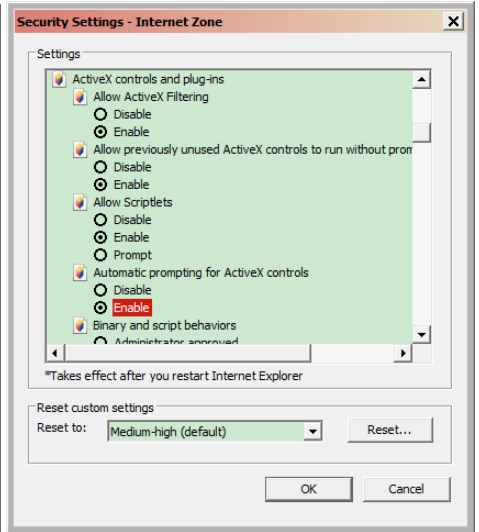 Security Settings - Internet Zone
Settings
ActiveX controls and plug-ins
Allow ActiveX Filtering
Disable
Enable
Allow previously unused ActiveX controls to run without prom
Disable
Enable
Allow Scriptlets
Disable
Enable
Prompt
Automatic prompting for ActiveX controls
Disable
Enable
Binary and script behaviors
Administrator approved
*Takes effect after you restart Internet Explorer
Reset custom settings
Reset to:
Medium-high (default)
Reset...
OK
Cancel